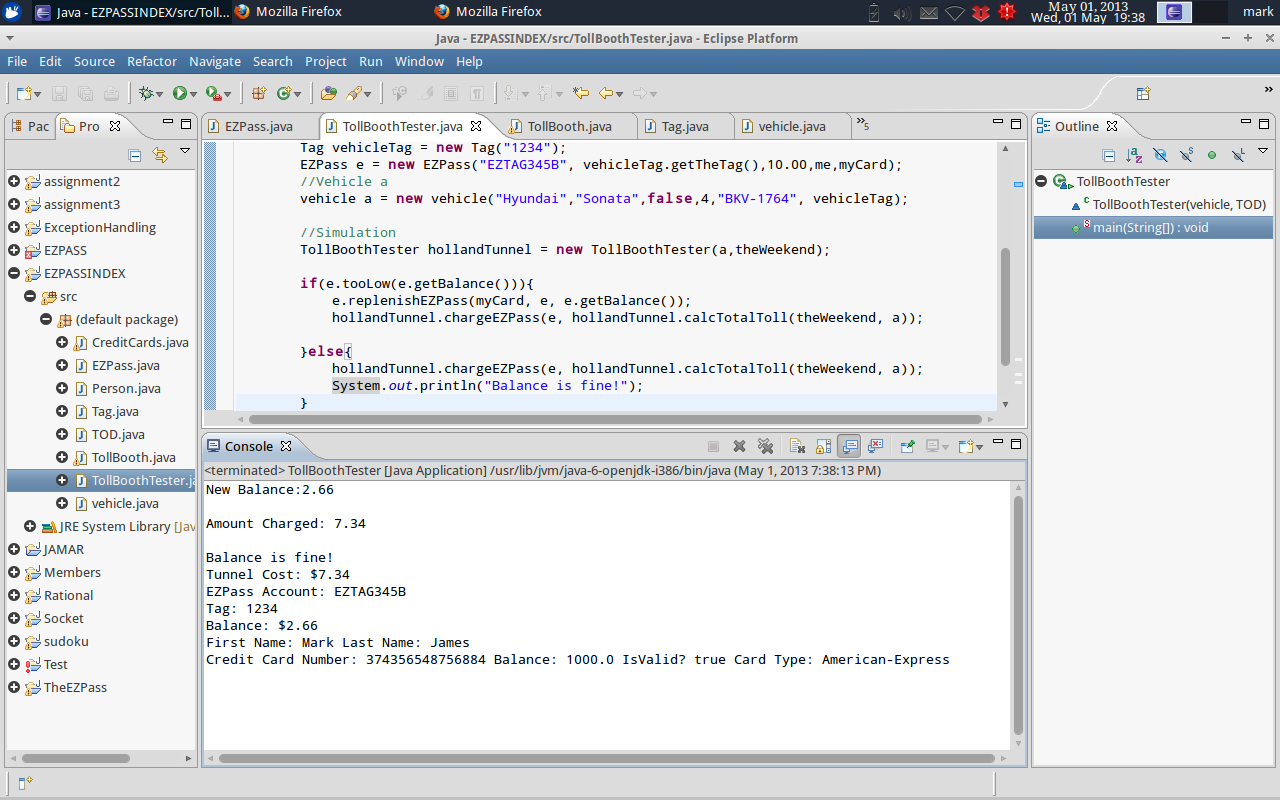 Java - EZPASSINDEX/src/Toll...
Mozilla Firefox
Mozilla Firefox
May 01, 2013
Wed, 01 May 19:38
mark
Java - EZPASSINDEX/src/TollBoothTester.java - Eclipse Platform
File Edit Source Refactor Navigate Search Project Run Window Help
Pac
Pro
assignment2
assignment3
ExceptionHandling
EZPASS
EZPASSINDEX
src
(default package)
CreditCards.java
EZPass.java
Person.java
Tag.java
TOD.java
TollBooth.java
TollBoothTester.ja
vehicle.java
JRE System Library [Jav
JAMAR
Members
Rational
Socket
sudoku
Test
TheEZPass
EZPass.java
TollBoothTester.java
TollBooth.java
Tag.java
vehicle.java
»5
Tag vehicleTag = new Tag("1234");
EZPass e = new EZPass("EZTAG345B", vehicleTag.getTheTag(),10.00,me,myCard);
//Vehicle a
vehicle a = new vehicle("Hyundai","Sonata",false,4,"BKV-1764", vehicleTag);
//Simulation
TollBoothTester hollandTunnel = new TollBoothTester(a,theWeekend);
if(e.tooLow(e.getBalance())){
e.replenishEZPass(myCard, e, e.getBalance());
hollandTunnel.chargeEZPass(e, hollandTunnel.calcTotalToll(theWeekend, a));
}else{
hollandTunnel.chargeEZPass(e, hollandTunnel.calcTotalToll(theWeekend, a));
System.out.println("Balance is fine!");
}
Console
<terminated> TollBoothTester [Java Application] /usr/lib/jvm/java-6-openjdk-i386/bin/java (May 1, 2013 7:38:13 PM)
New Balance:2.66
Amount Charged: 7.34
Balance is fine!
Tunnel Cost: $7.34
EZPass Account: EZTAG345B
Tag: 1234
Balance: $2.66
First Name: Mark Last Name: James
Credit Card Number: 374356548756884 Balance: 1000.0 IsValid? true Card Type: American-Express
Outline
TollBoothTester
TollBoothTester(vehicle, TOD)
main(String[]) : void